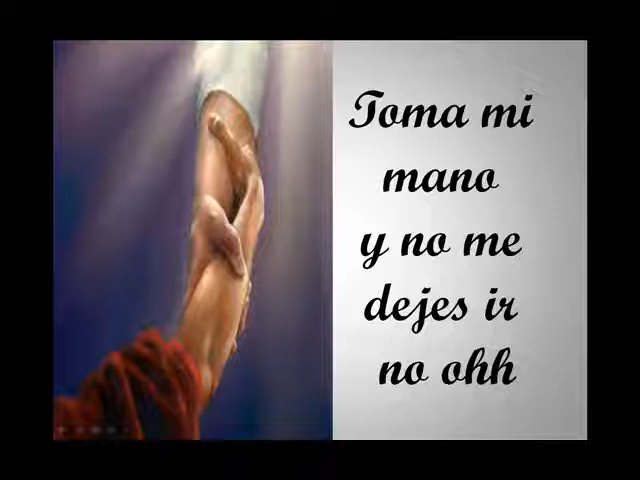 Toma mi
mano
y no me
dejes ir
no ohh